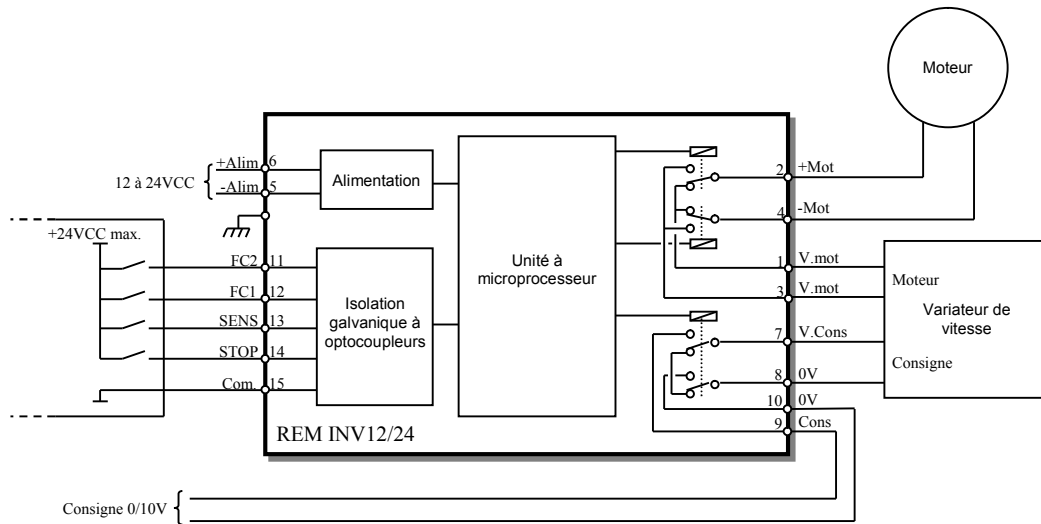 Moteur
+Alim
6
12 à 24VCC
-Alim
5
Alimentation
2
+Mot
4
-Mot
+24VCC max.
FC2
11
FC1
12
SENS
13
STOP
14
Com.
15
Isolation
galvanique à
optocoupleurs
Unité à
microprocesseur
1
V.mot
3
V.mot
7
V.Cons
8
0V
10
0V
9
Cons
Moteur
Variateur de
vitesse
Consigne
REM INV12/24
Consigne 0/10V